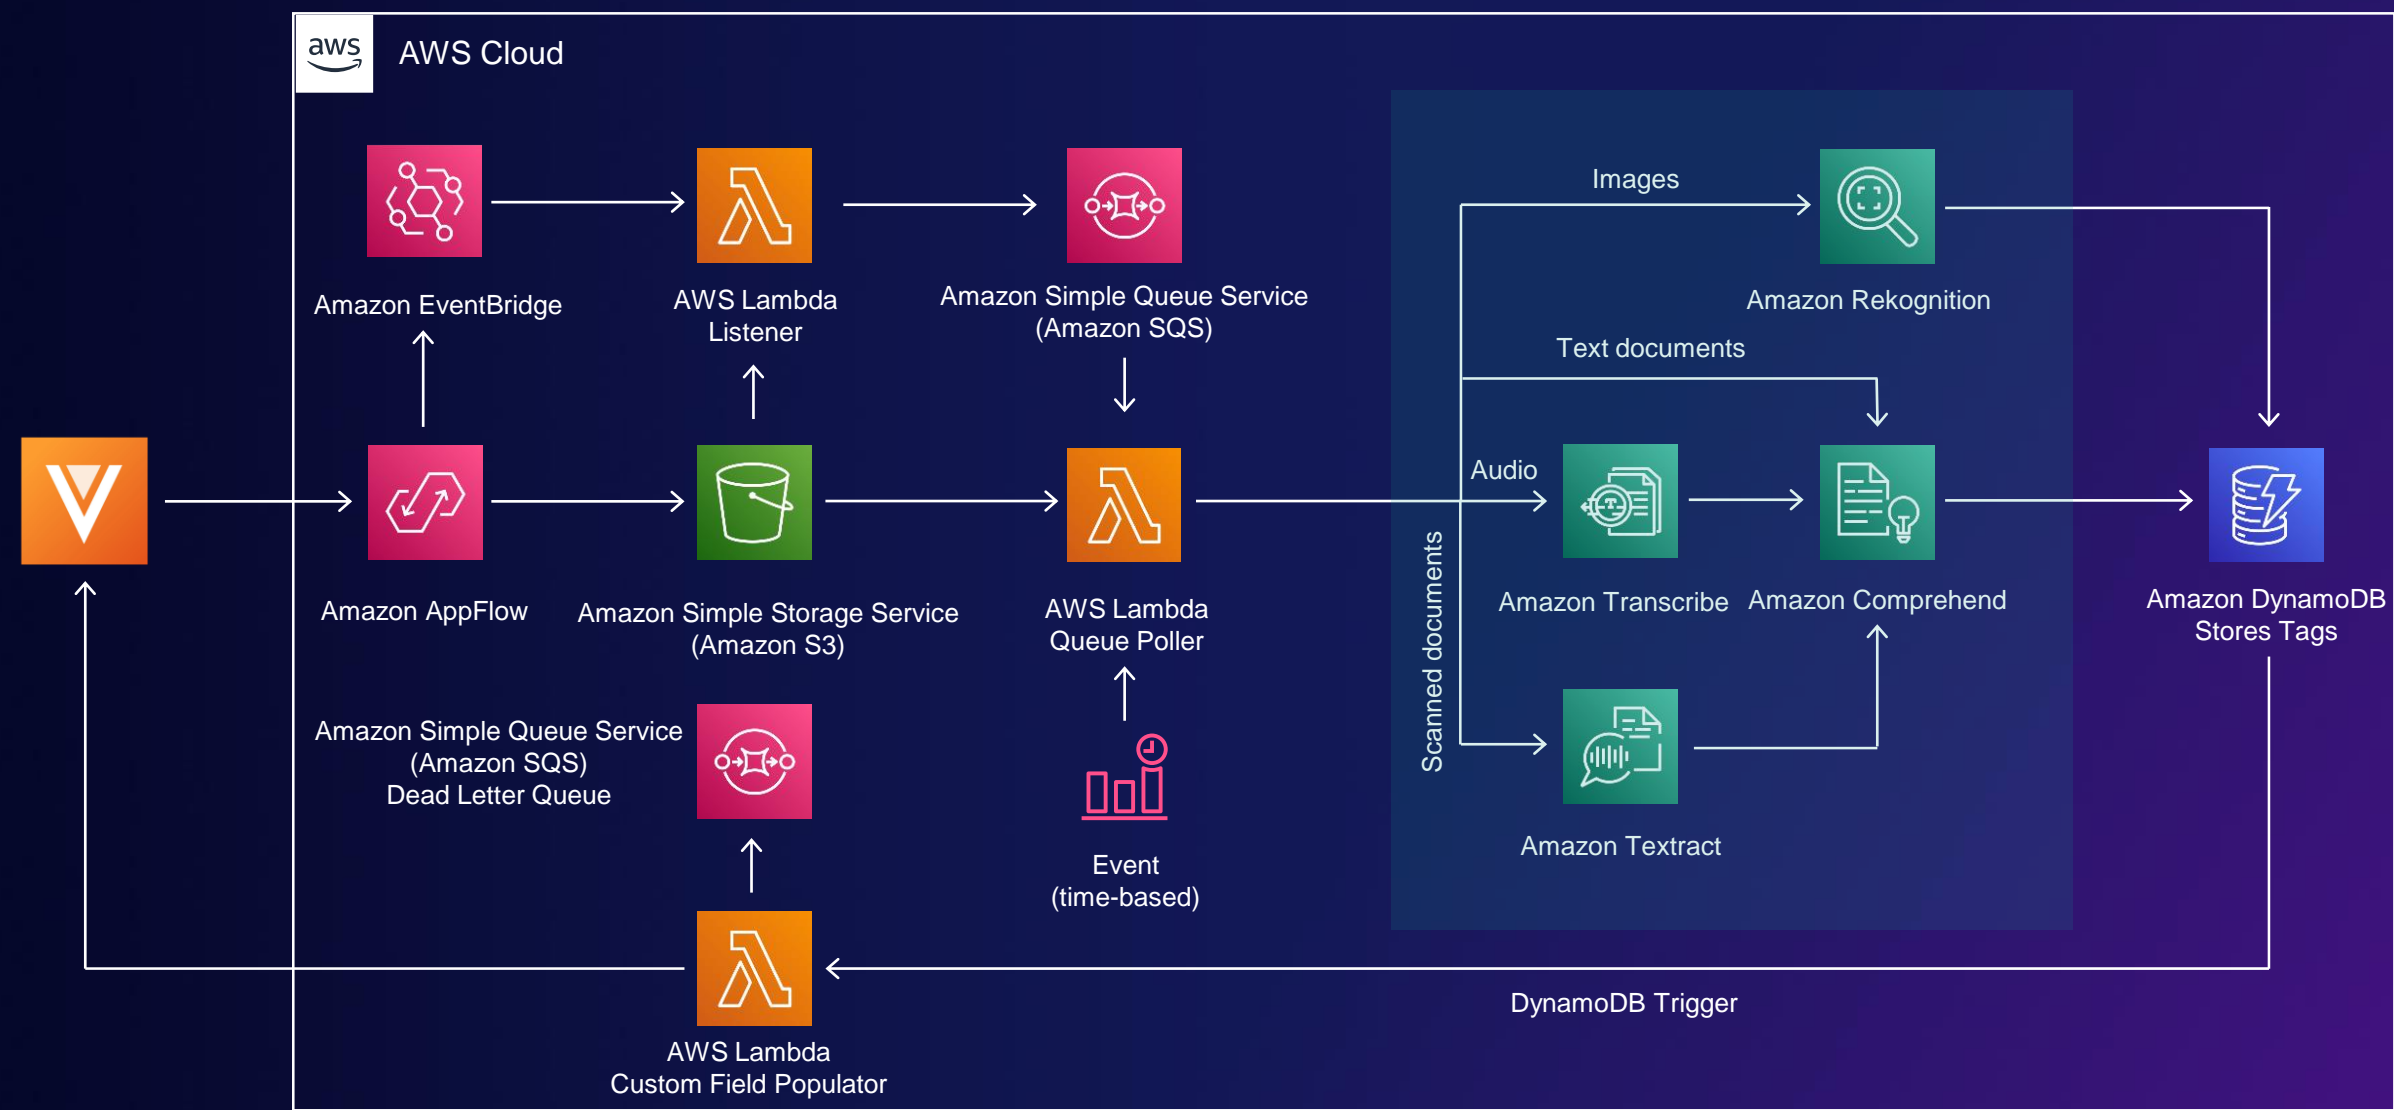 aws
AWS Cloud
Amazon EventBridge
AWS Lambda
Listener
Amazon Simple Queue Service
(Amazon SQS)
Images
Amazon Rekognition
Text documents
Audio
Scanned documents
Amazon AppFlow
Amazon Simple Storage Service
(Amazon S3)
AWS Lambda
Queue Poller
Amazon Transcribe
Amazon Comprehend
Amazon DynamoDB
Stores Tags
Amazon Simple Queue Service
(Amazon SQS)
Dead Letter Queue
Event
(time-based)
Amazon Textract
DynamoDB Trigger
AWS Lambda
Custom Field Populator